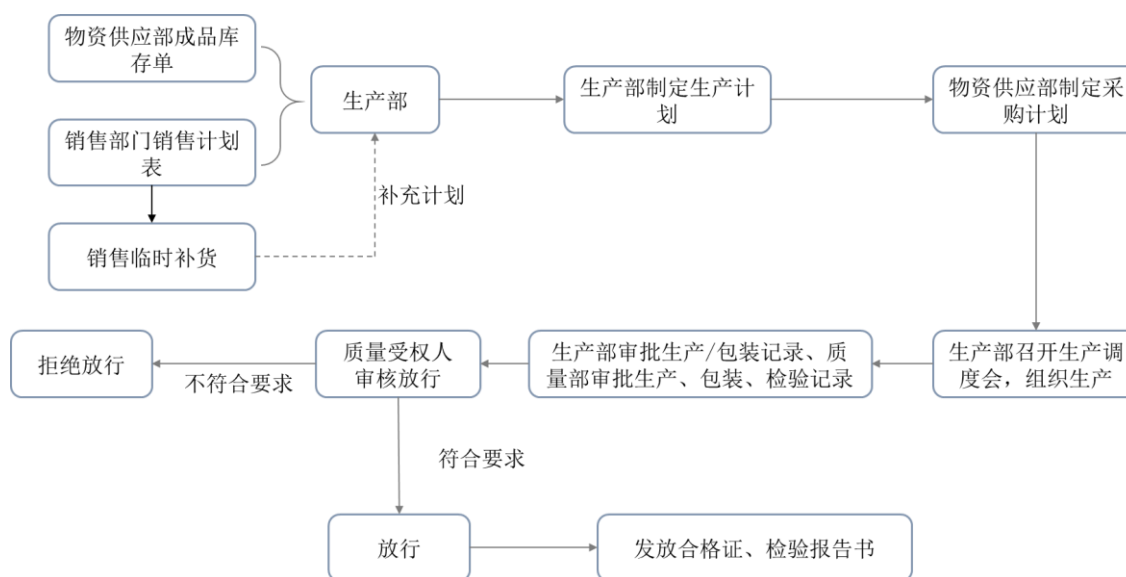 物资供应部成品库
存单
生产部
生产部制定生产计
划
物资供应部制定采
购计划
销售部门销售计划
表
补充计划
销售临时补货
拒绝放行
不符合要求
质量受权人
审核放行
生产部审批生产/包装记录、质
量部审批生产、包装、检验记录
生产部召开生产调
度会，组织生产
符合要求
放行
发放合格证、检验报告书